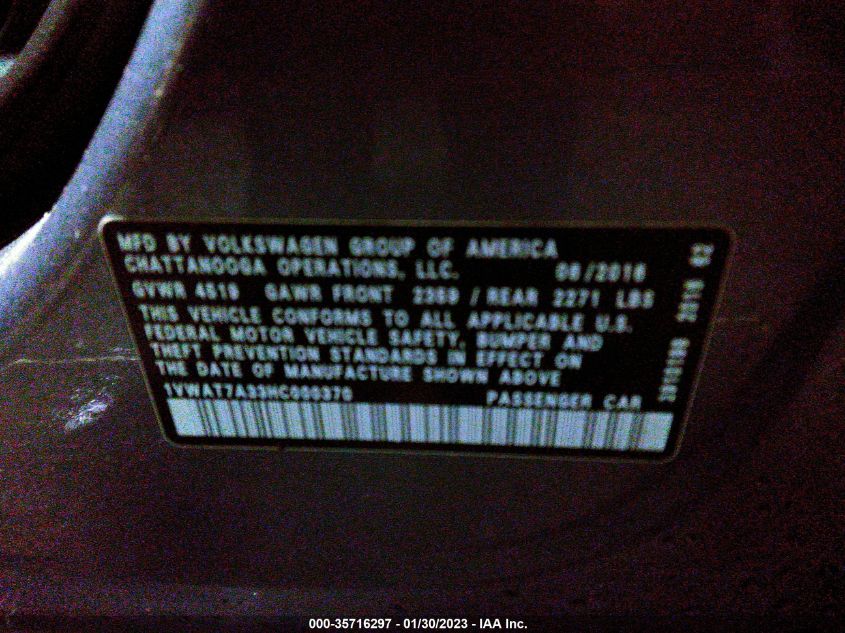 MFD BY VOLKSWAGEN GROUP OF AMERICA
CHATTANOOGA OPERATIONS, LLC. 08/2016
GVWR 4519 GAWR FRONT 2369 / REAR 2271 LBS
THIS VEHICLE CONFORMS TO ALL APPLICABLE U.S.
FEDERAL MOTOR VEHICLE SAFETY, BUMPER AND
THEFT PREVENTION STANDARDS IN EFFECT ON
THE DATE OF MANUFACTURE SHOWN ABOVE
1VWAT7A33HC000370 PASSENGER CAR
000-35716297 - 01/30/2023 - IAA Inc.